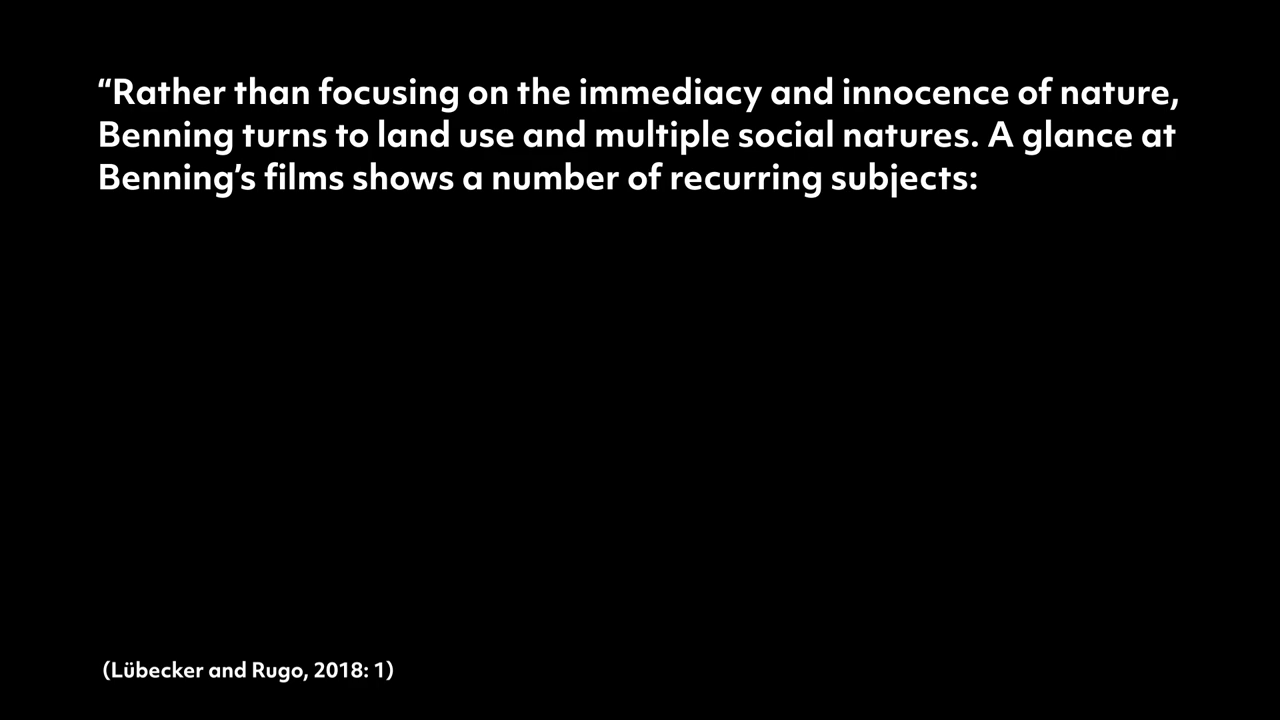 “Rather than focusing on the immediacy and innocence of nature,
Benning turns to land use and multiple social natures. A glance at
Benning’s films shows a number of recurring subjects:
(Lübecker and Rugo, 2018: 1)